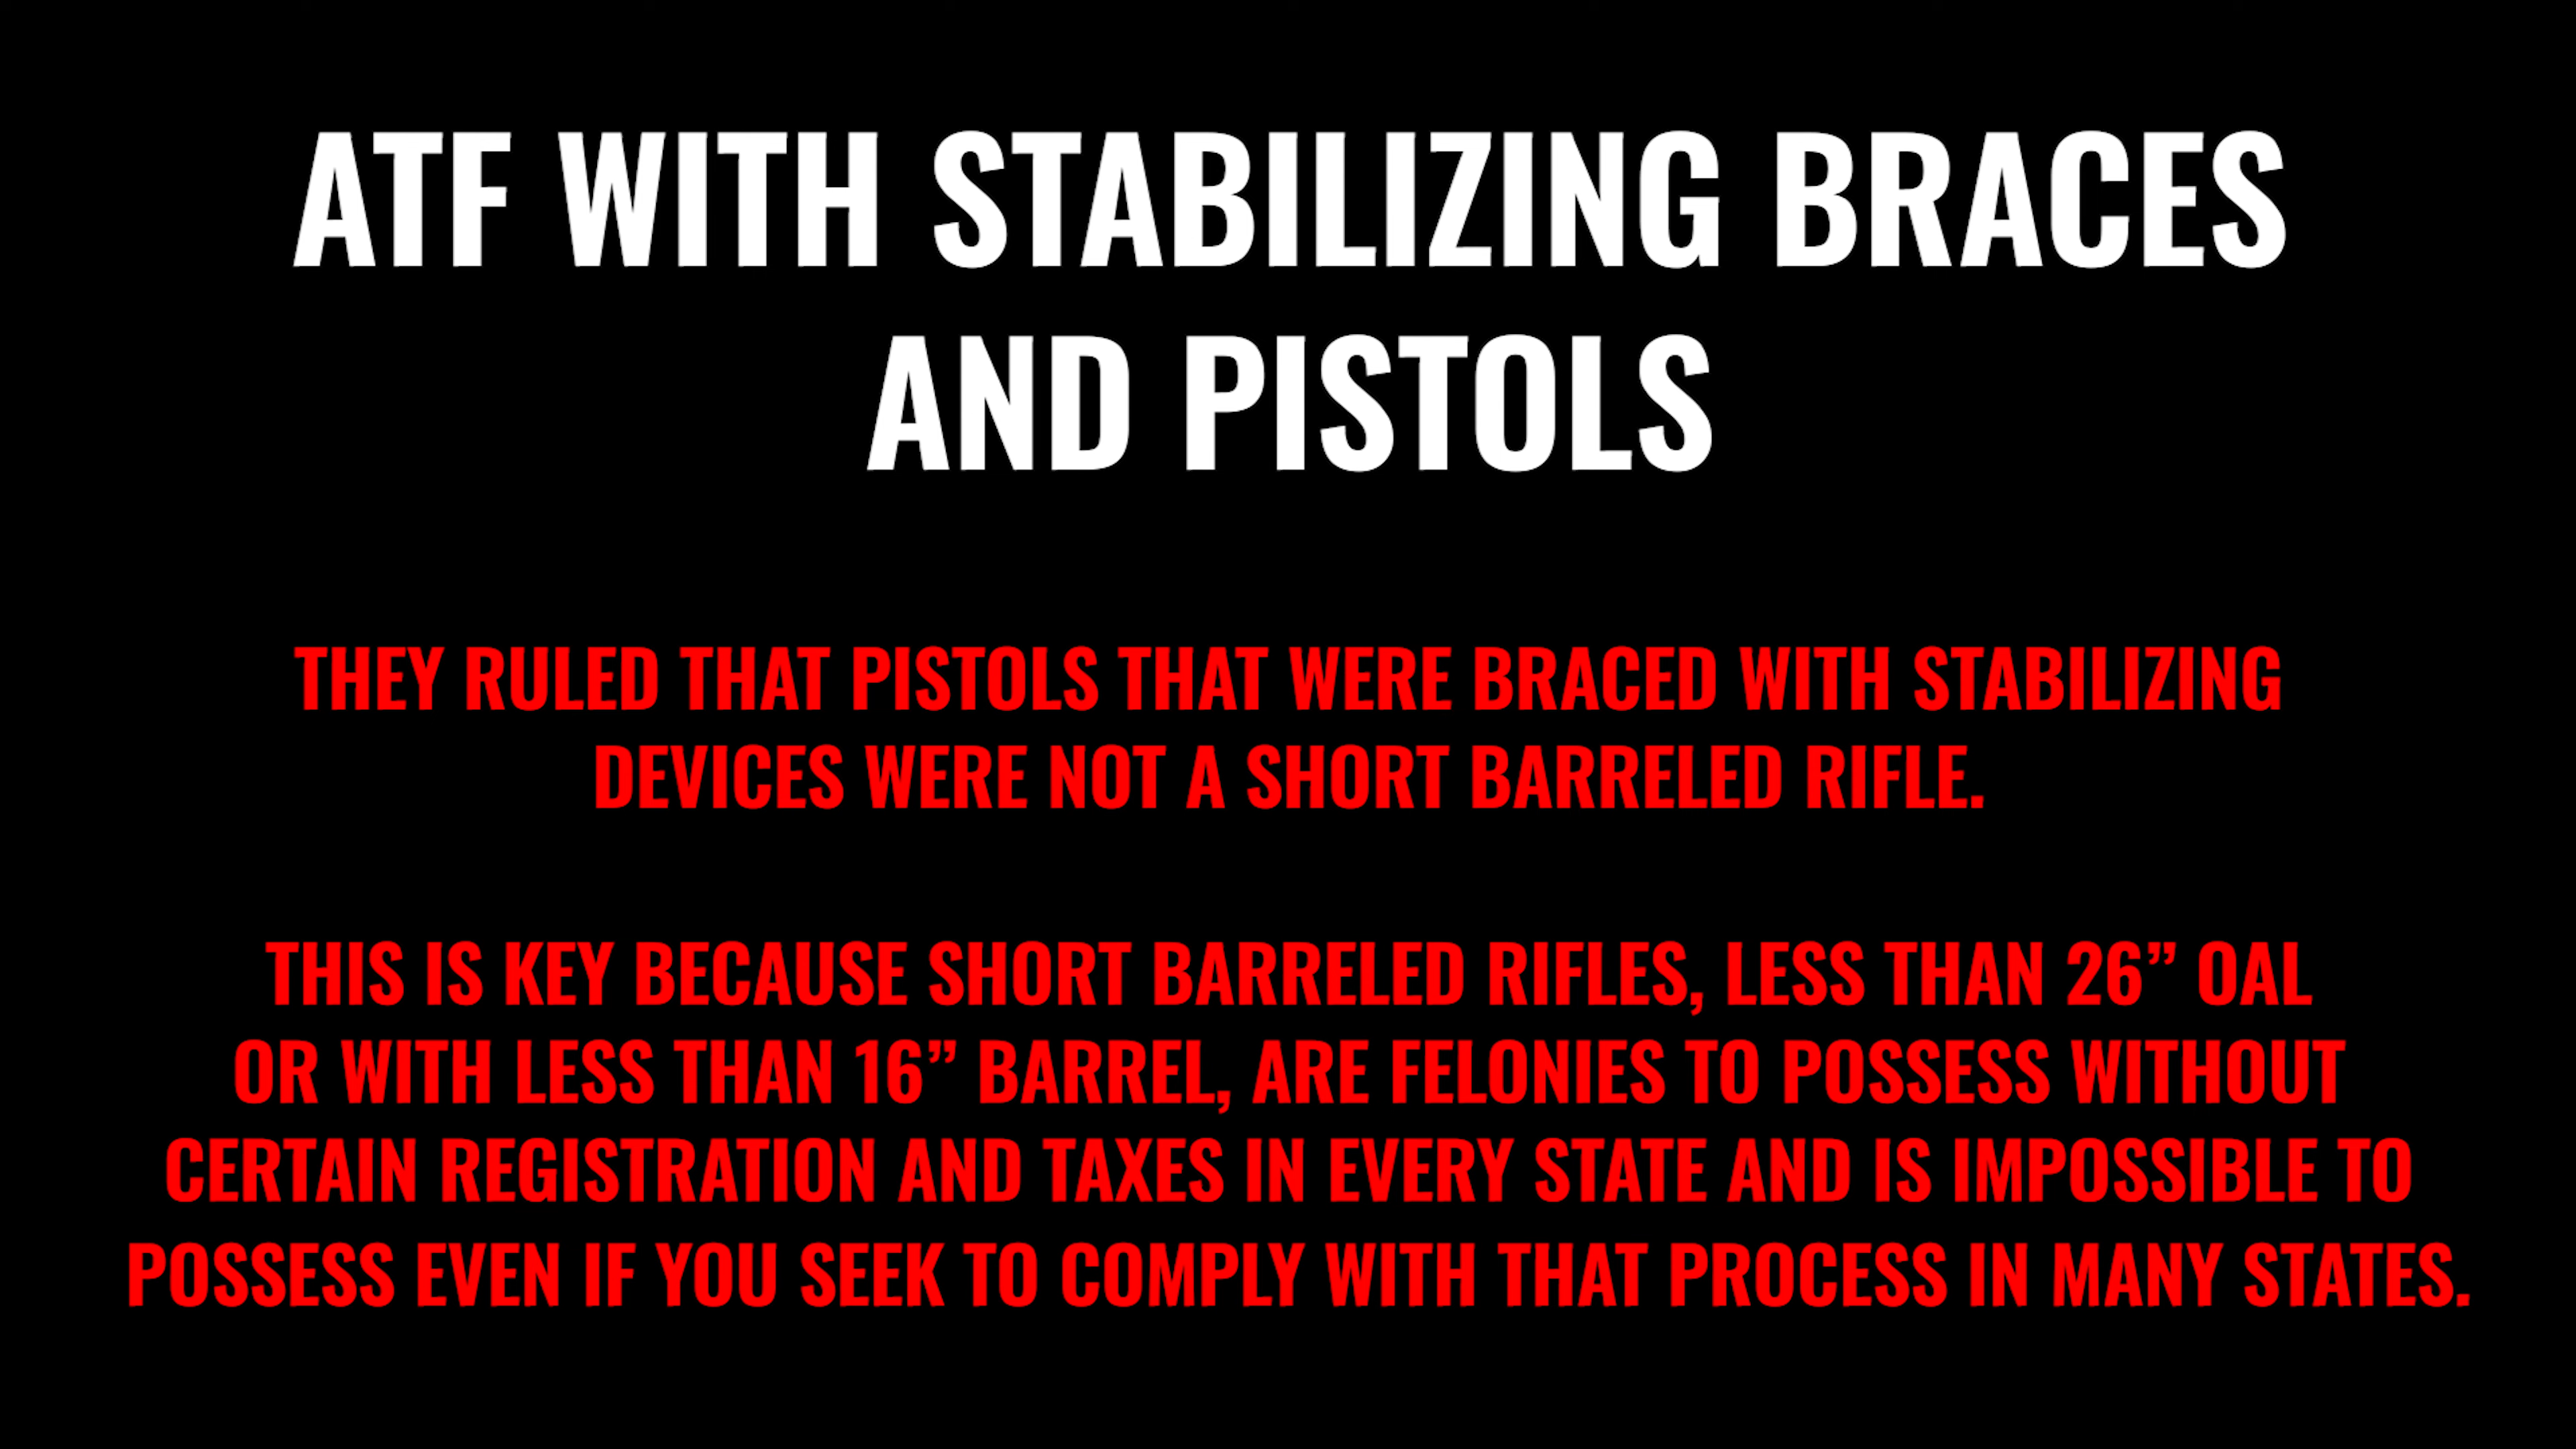 ATF WITH STABILIZING BRACES
AND PISTOLS
THEY RULED THAT PISTOLS THAT WERE BRACED WITH STABILIZING
DEVICES WERE NOT A SHORT BARRELED RIFLE.
THIS IS KEY BECAUSE SHORT BARRELED RIFLES, LESS THAN 26” OAL
OR WITH LESS THAN 16” BARREL, ARE FELONIES TO POSSESS WITHOUT
CERTAIN REGISTRATION AND TAXES IN EVERY STATE AND IS IMPOSSIBLE TO
POSSESS EVEN IF YOU SEEK TO COMPLY WITH THAT PROCESS IN MANY STATES.